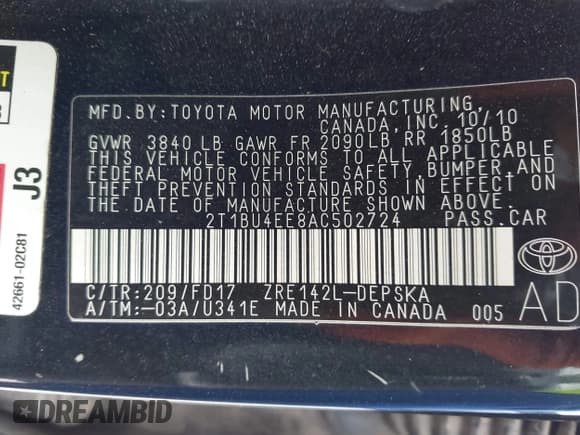 MFD.BY:TOYOTA MOTOR MANUFACTURING,
CANADA,INC.10/10
GVWR 3840 LB GAWR FR 2090LB RR 1850LB
THIS VEHICLE CONFORMS TO ALL APPLICABLE
FEDERAL MOTOR VEHICLE SAFETY,BUMPER,AND
THEFT PREVENTION STANDARDS IN EFFECT ON
THE DATE OF MANUFACTURE SHOWN ABOVE.
2T1BU4EE8AC502724 PASS.CAR
C/TR:209/FD17 ZRE142L-DEPSKA
A/TM:-03A/U341E MADE IN CANADA 005
AD
J3
42661-02C81
DREAMBID